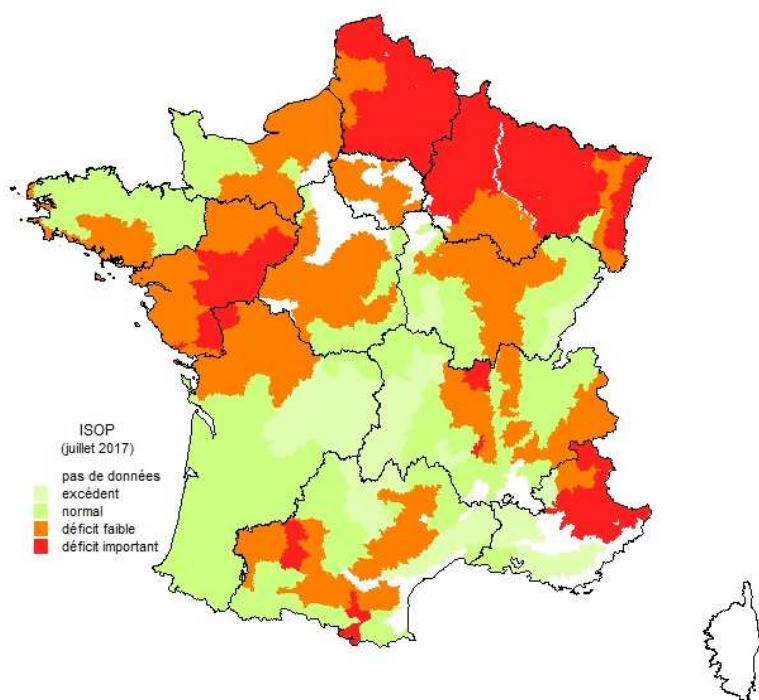 ISOP
(juillet 2017)
pas de données
excédent
normal
déficit faible
déficit important